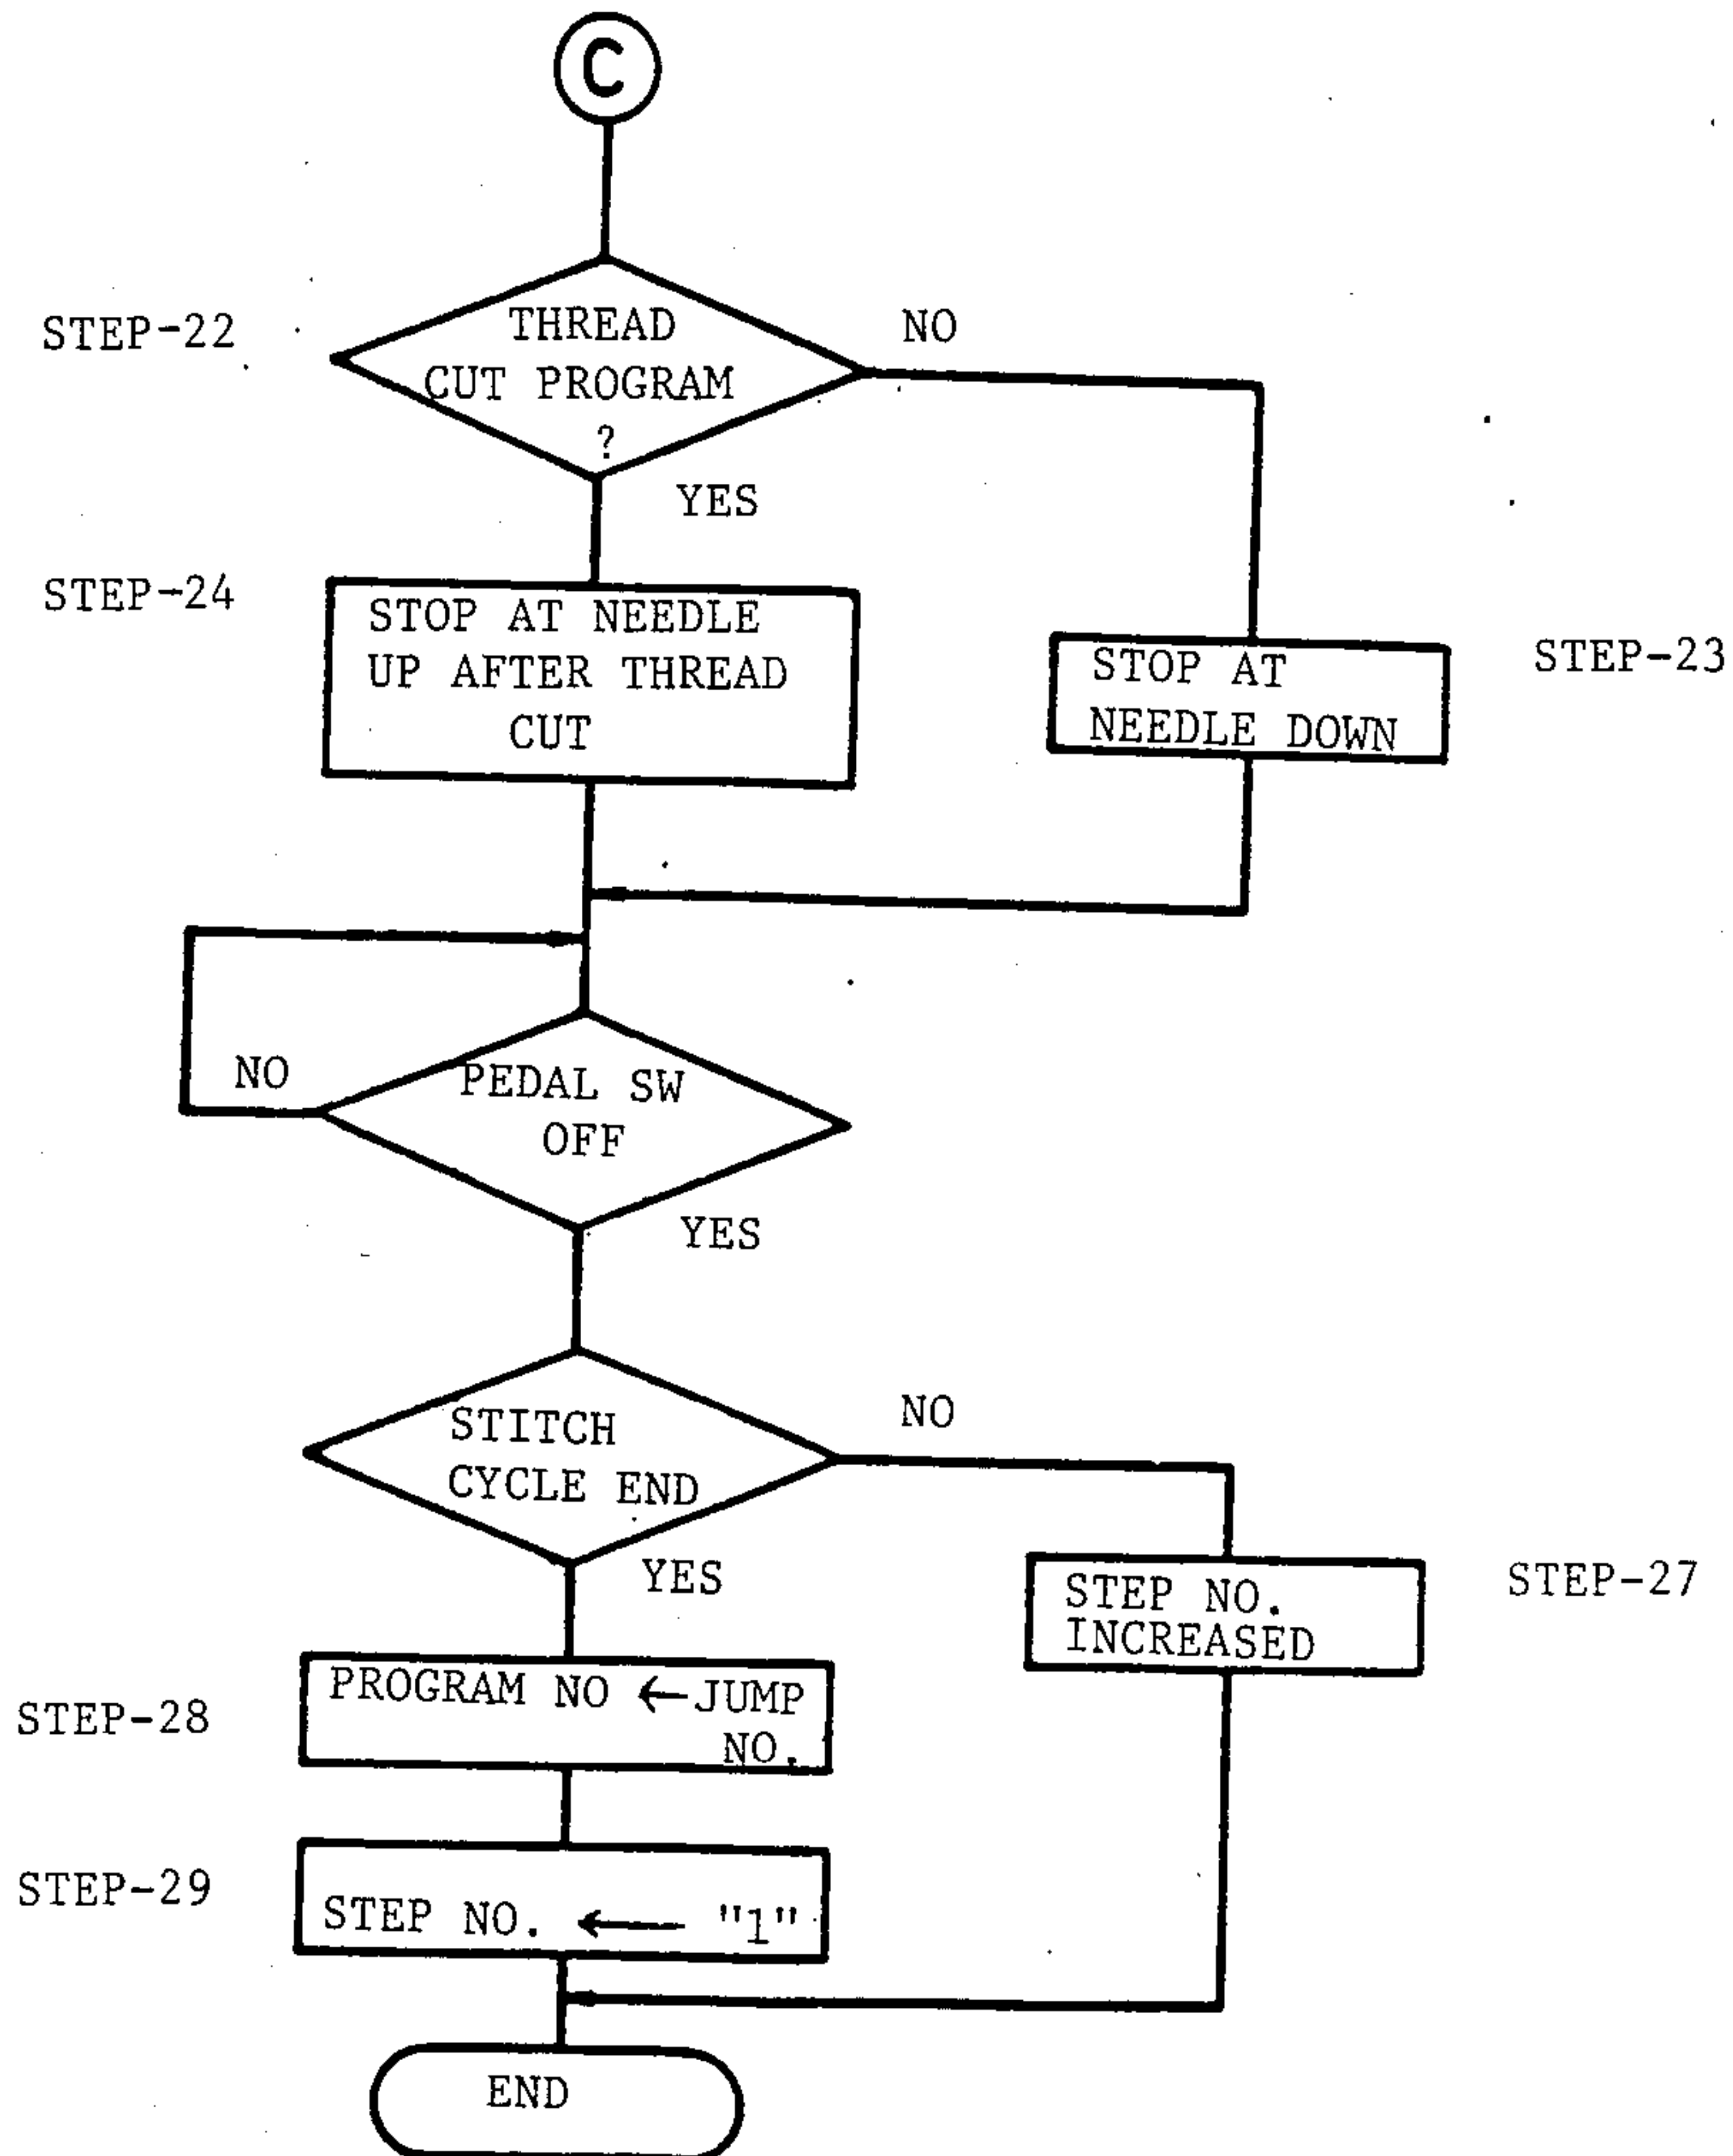 C
STEP-22
THREAD
CUT PROGRAM
?
NO
YES
STEP-24
STOP AT NEEDLE
UP AFTER THREAD
CUT
STOP AT
NEEDLE DOWN
STEP-23
NO
PEDAL SW
OFF
YES
STITCH
CYCLE END
NO
YES
STEP NO.
INCREASED
STEP-27
STEP-28
PROGRAM NO ←JUMP
NO.
STEP-29
STEP NO. ← "1"
END